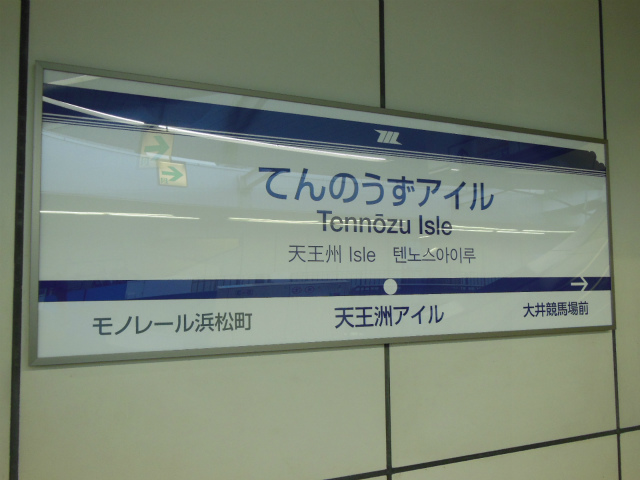 てんのうずアイル
Tennōzu Isle
天王州 Isle 텐노스아이루
モノレール浜松町 天王洲アイル 大井競馬場前